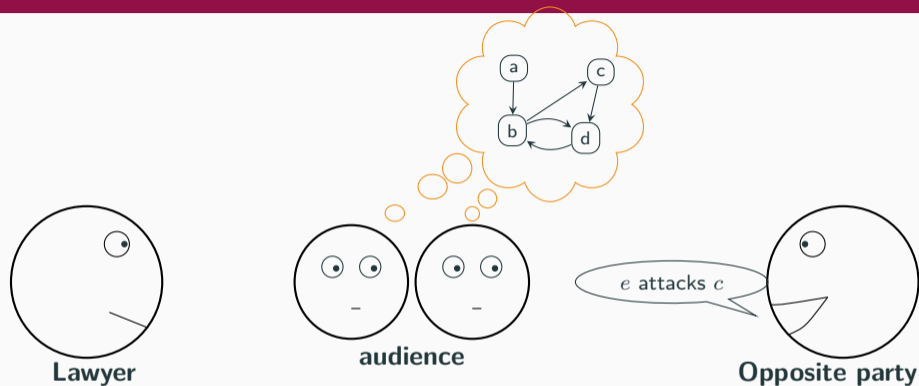 a
c
b
d
e attacks c
audience
Lawyer
Opposite party